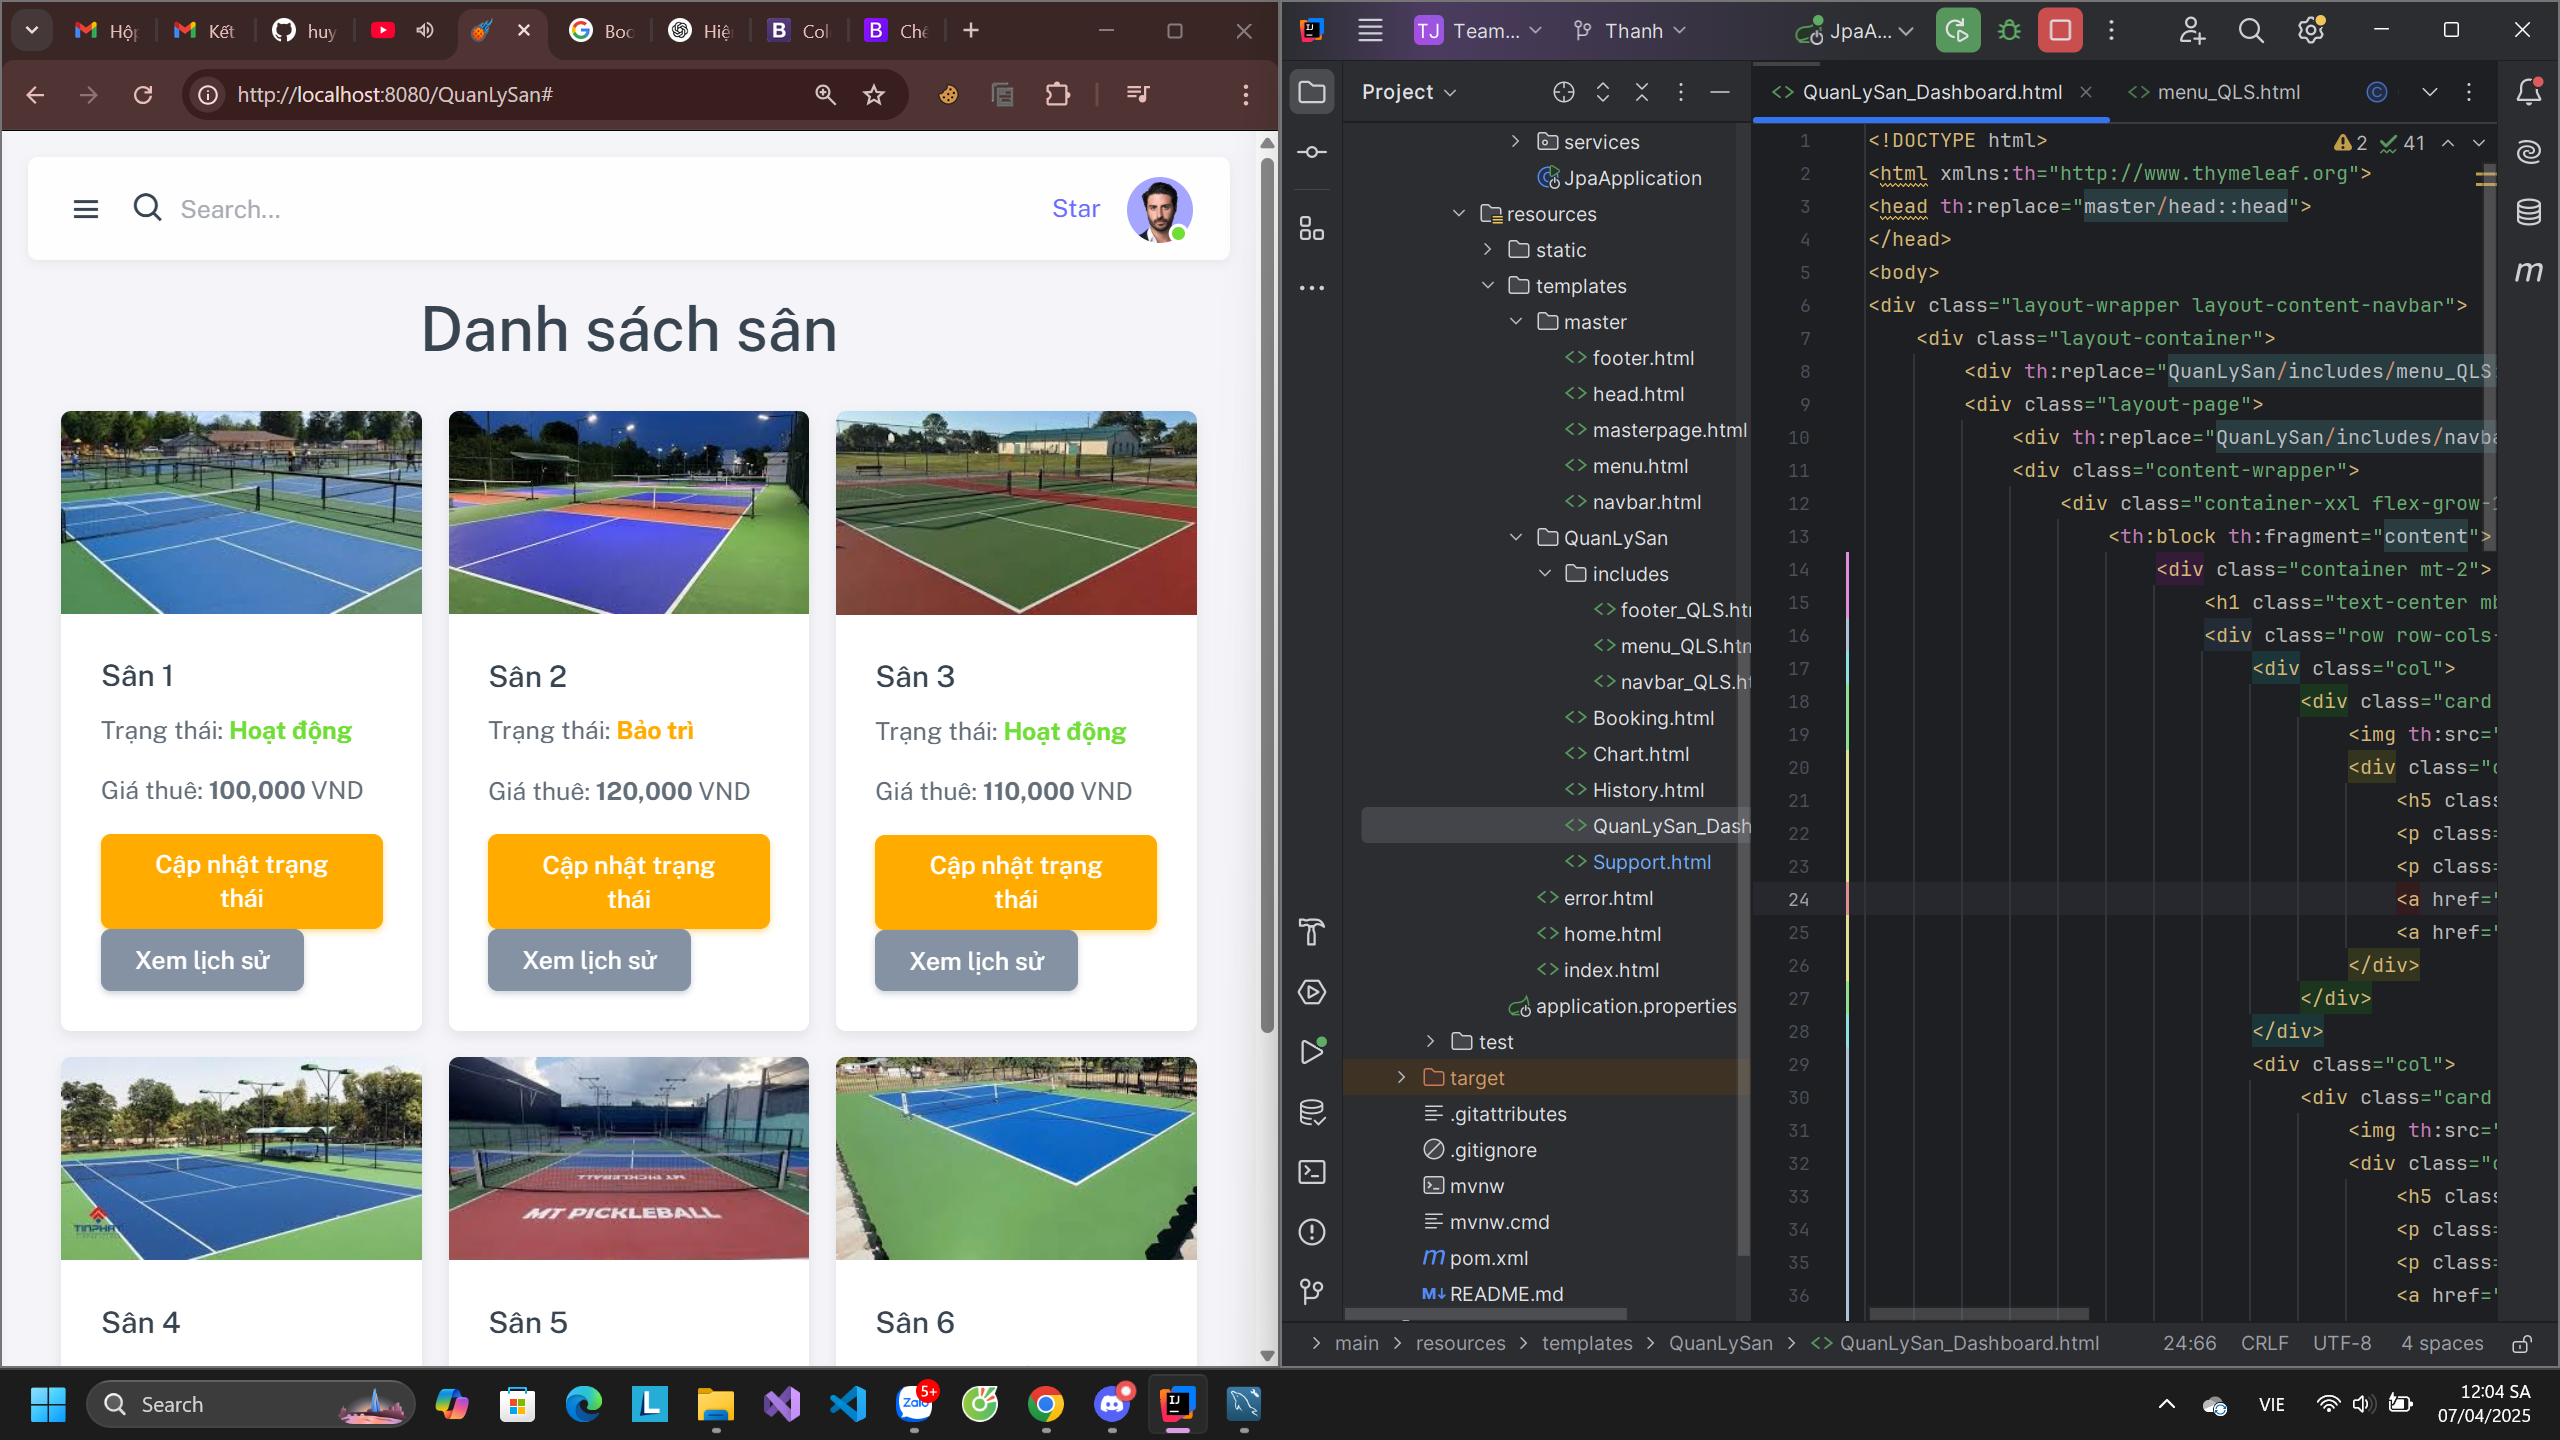 Hộp
Kết
huy
Boo
Hiệ
Col
Chê
http://localhost:8080/QuanLySan#
Search...
Star
Danh sách sân
Sân 1
Trạng thái: Hoạt động
Giá thuê: 100,000 VND
Cập nhật trạng
thái
Xem lịch sử
Sân 2
Trạng thái: Bảo trì
Giá thuê: 120,000 VND
Cập nhật trạng
thái
Xem lịch sử
Sân 3
Trạng thái: Hoạt động
Giá thuê: 110,000 VND
Cập nhật trạng
thái
Xem lịch sử
TINPHAT
MT PICKLEBALL
MT PICKLEBALL
Sân 4
Sân 5
Sân 6
TJ Team...
Thanh
JpaA...
Project
services
JpaApplication
resources
static
templates
master
footer.html
head.html
masterpage.html
menu.html
navbar.html
QuanLySan
includes
footer_QLS.htm
menu_QLS.htm
navbar_QLS.ht
Booking.html
Chart.html
History.html
QuanLySan_Dash
Support.html
error.html
home.html
index.html
application.properties
test
target
.gitattributes
.gitignore
mvnw
mvnw.cmd
pom.xml
README.md
QuanLySan_Dashboard.html
menu_QLS.html
2 41
1 <!DOCTYPE html>
2 <html xmlns:th="http://www.thymeleaf.org">
3 <head th:replace="master/head::head">
4 </head>
5 <body>
6 <div class="layout-wrapper layout-content-navbar">
7 <div class="layout-container">
8 <div th:replace="QuanLySan/includes/menu_QLS
9 <div class="layout-page">
10 <div th:replace="QuanLySan/includes/navba
11 <div class="content-wrapper">
12 <div class="container-xxl flex-grow-1
13 <th:block th:fragment="content">
14 <div class="container mt-2">
15 <h1 class="text-center mb
16 <div class="row row-cols-
17 <div class="col">
18 <div class="card
19 <img th:src="
20 <div class="c
21 <h5 class
22 <p class=
23 <p class=
24 <a href="
25 <a href="
26 </div>
27 </div>
28 </div>
29 <div class="col">
30 <div class="card
31 <img th:src="
32 <div class="c
33 <h5 class
34 <p class=
35 <p class=
36 <a href="
main
resources
templates
QuanLySan
QuanLySan_Dashboard.html
24:66
CRLF
UTF-8
4 spaces
Search
Zalo
5+
VIE
12:04 SA
07/04/2025